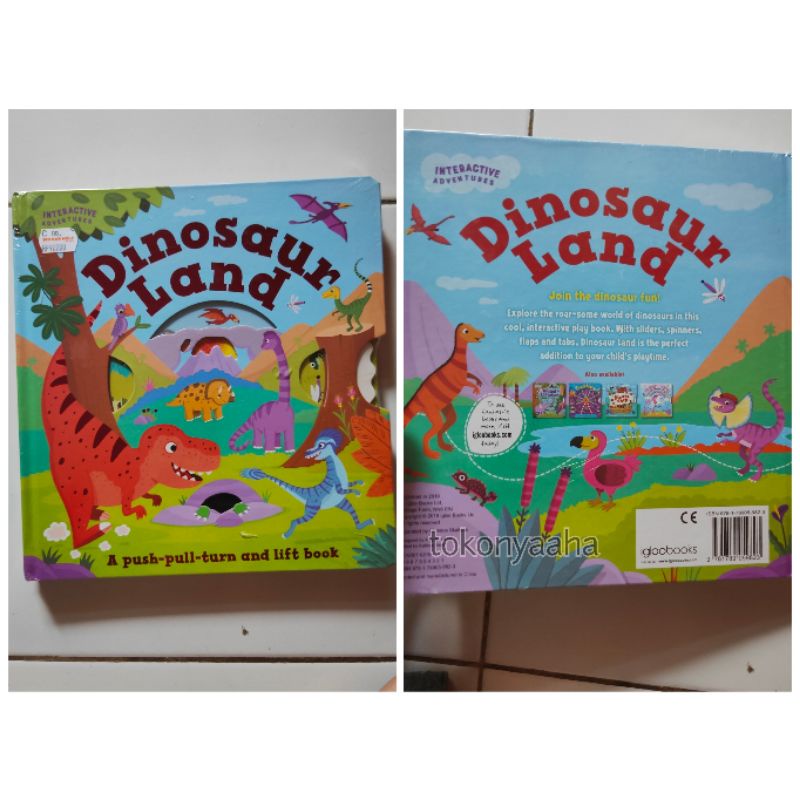 INTERACTIVE
ADVENTURES
Dinosaur
Land
A push-pull-turn and lift book
INTERACTIVE
ADVENTURES
Dinosaur
Land
Join the dinosaur fun!
Explore the roar-some world of dinosaurs in this
cool, interactive play book. With sliders, spinners,
flaps and tabs, Dinosaur Land is the perfect
addition to your child's playtime.
Also available:
igloobooks.com
tokonyaaha
CE
igloobooks